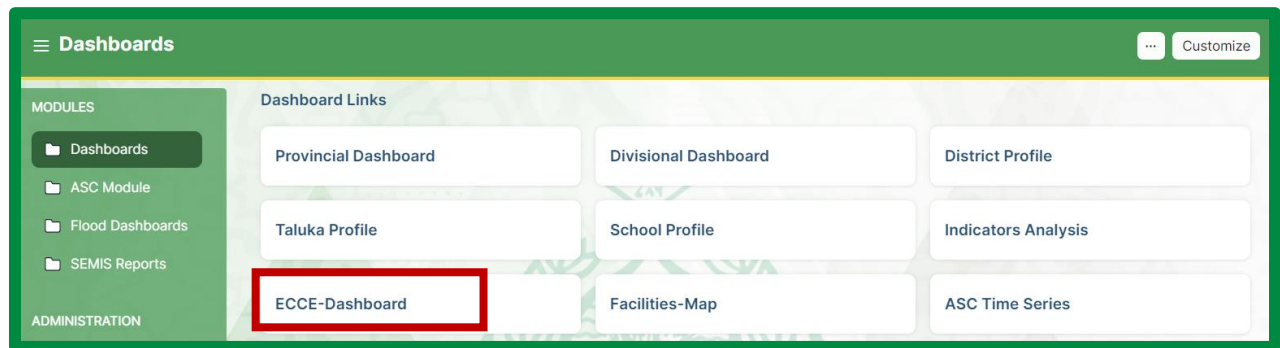 Dashboards
... Customize
MODULES
Dashboards
ASC Module
Flood Dashboards
SEMIS Reports
ADMINISTRATION
Dashboard Links
Provincial Dashboard
Divisional Dashboard
District Profile
Taluka Profile
School Profile
Indicators Analysis
ECCE-Dashboard
Facilities-Map
ASC Time Series